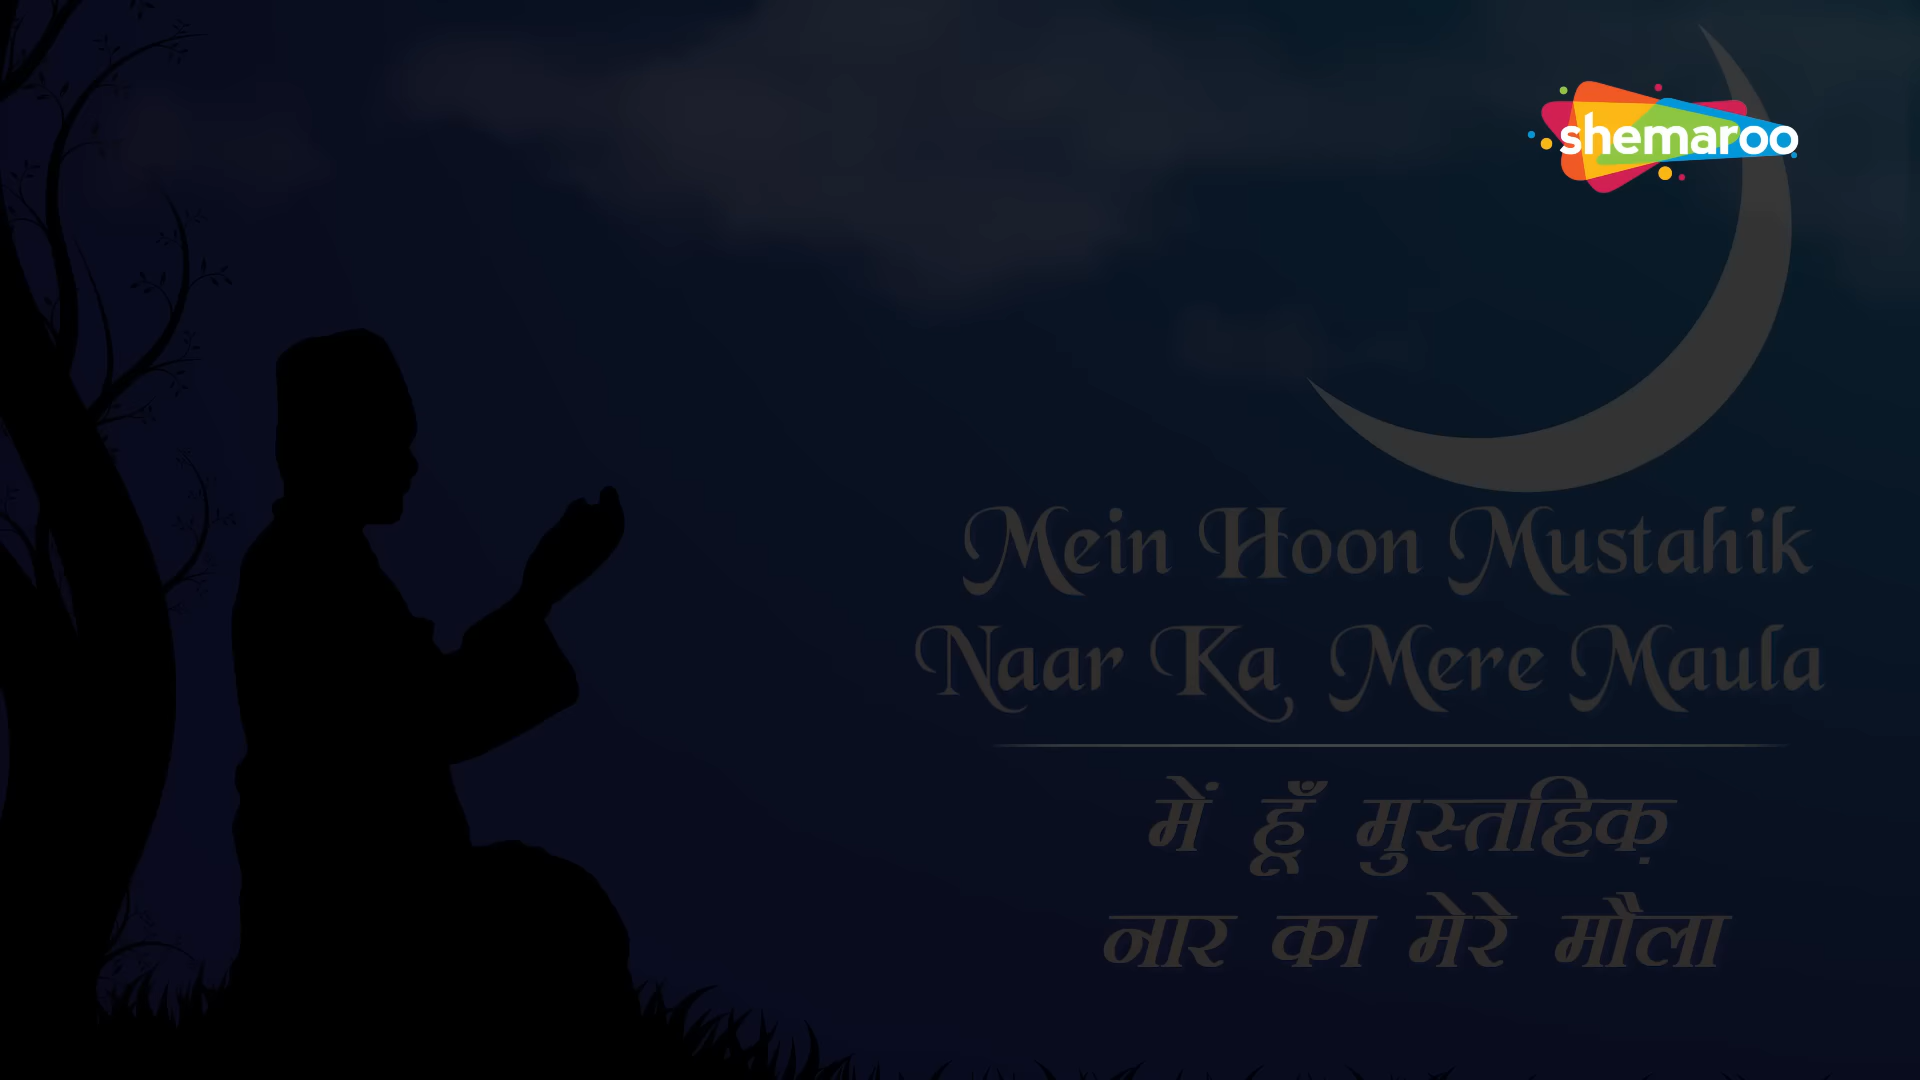 shemaroo
Mein Hoon Mustahik
Naar Ka Mere Maula
में हूँ मुस्तहिक़
नार का मेरे मौला